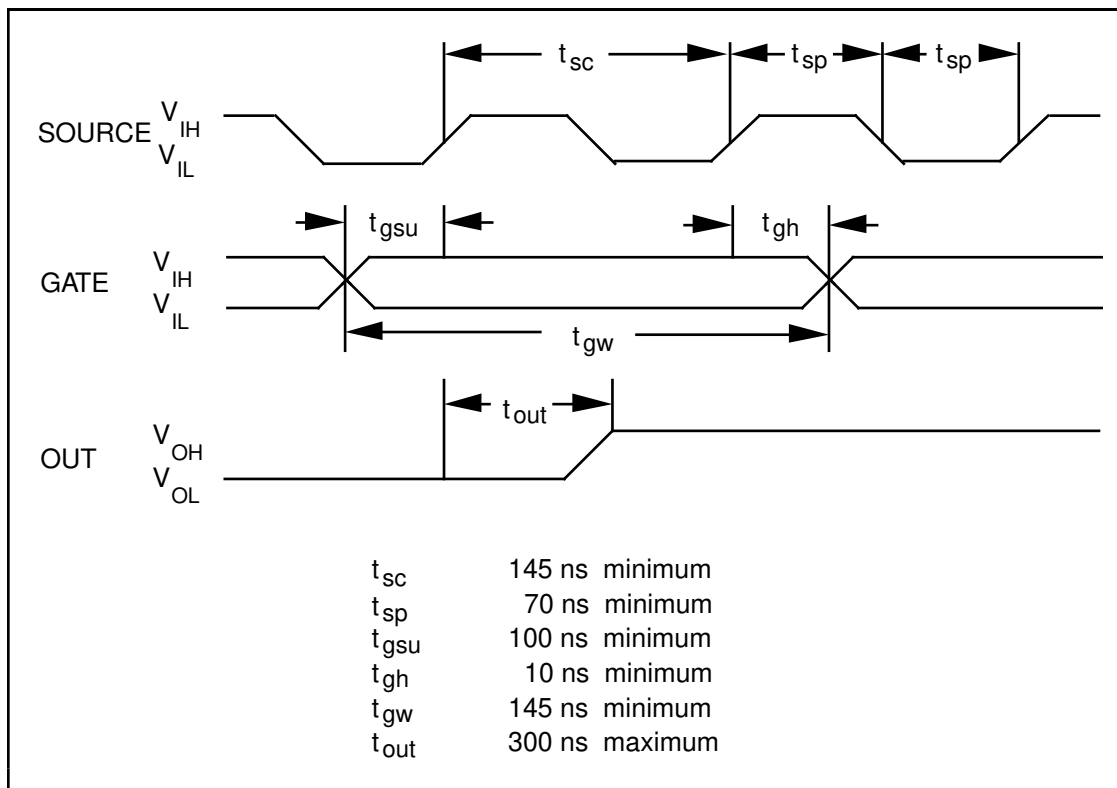 t_sc t_sp t_sp
SOURCE V_IH
V_IL
t_gsu t_gh
GATE V_IH
V_IL
t_gw
t_out
OUT V_OH
V_OL
t_sc 145 ns minimum
t_sp 70 ns minimum
t_gsu 100 ns minimum
t_gh 10 ns minimum
t_gw 145 ns minimum
t_out 300 ns maximum